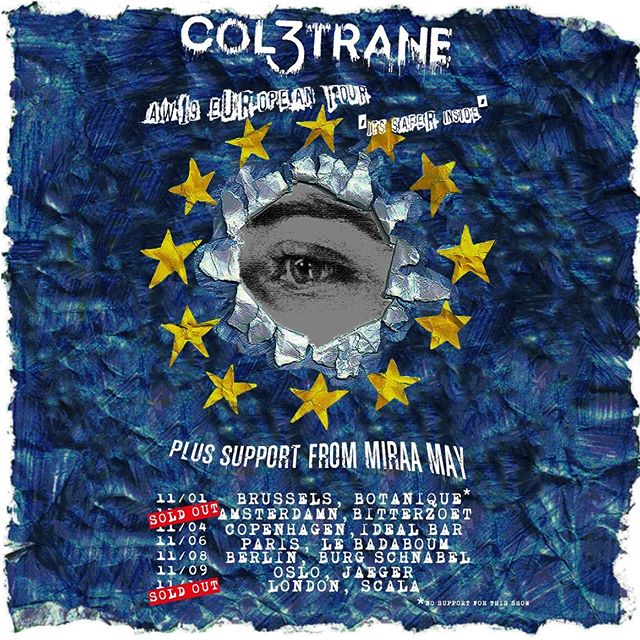 COL3TRANE
AW19 EUROPEAN TOUR
"ITS SAFER INSIDE"
PLUS SUPPORT FROM MIRAA MAY
11/01 BRUSSELS, BOTANIQUE*
SOLD OUT AMSTERDAMN, BITTERZOET
11/04 COPENHAGEN, IDEAL BAR
11/06 PARIS, LE BADABOUM
11/08 BERLIN, BURG SCHNABEL
11/09 OSLO, JAEGER
SOLD OUT LONDON, SCALA
*NO SUPPORT FOR THIS SHOW